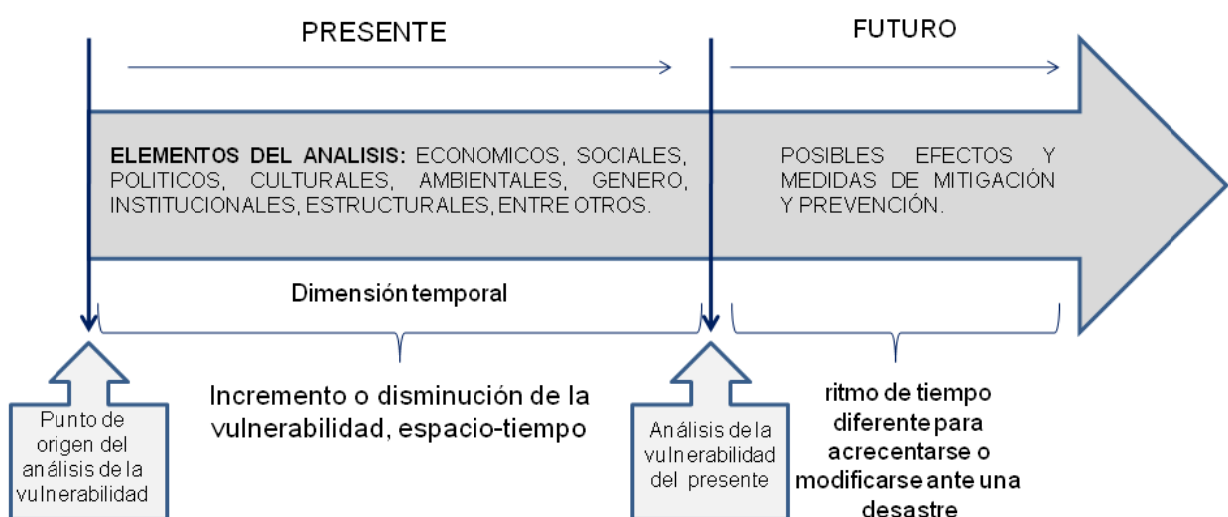 PRESENTE
FUTURO
ELEMENTOS DEL ANALISIS: ECONOMICOS, SOCIALES,
POLITICOS, CULTURALES, AMBIENTALES, GENERO,
INSTITUCIONALES, ESTRUCTURALES, ENTRE OTROS.
POSIBLES EFECTOS Y
MEDIDAS DE MITIGACIÓN
Y PREVENCIÓN.
Dimensión temporal
Punto de
origen del
análisis de la
vulnerabilidad
Incremento o disminución de la
vulnerabilidad, espacio-tiempo
Análisis de la
vulnerabilidad
del presente
ritmo de tiempo
diferente para
acrecentarse o
modificarse ante una
desastre